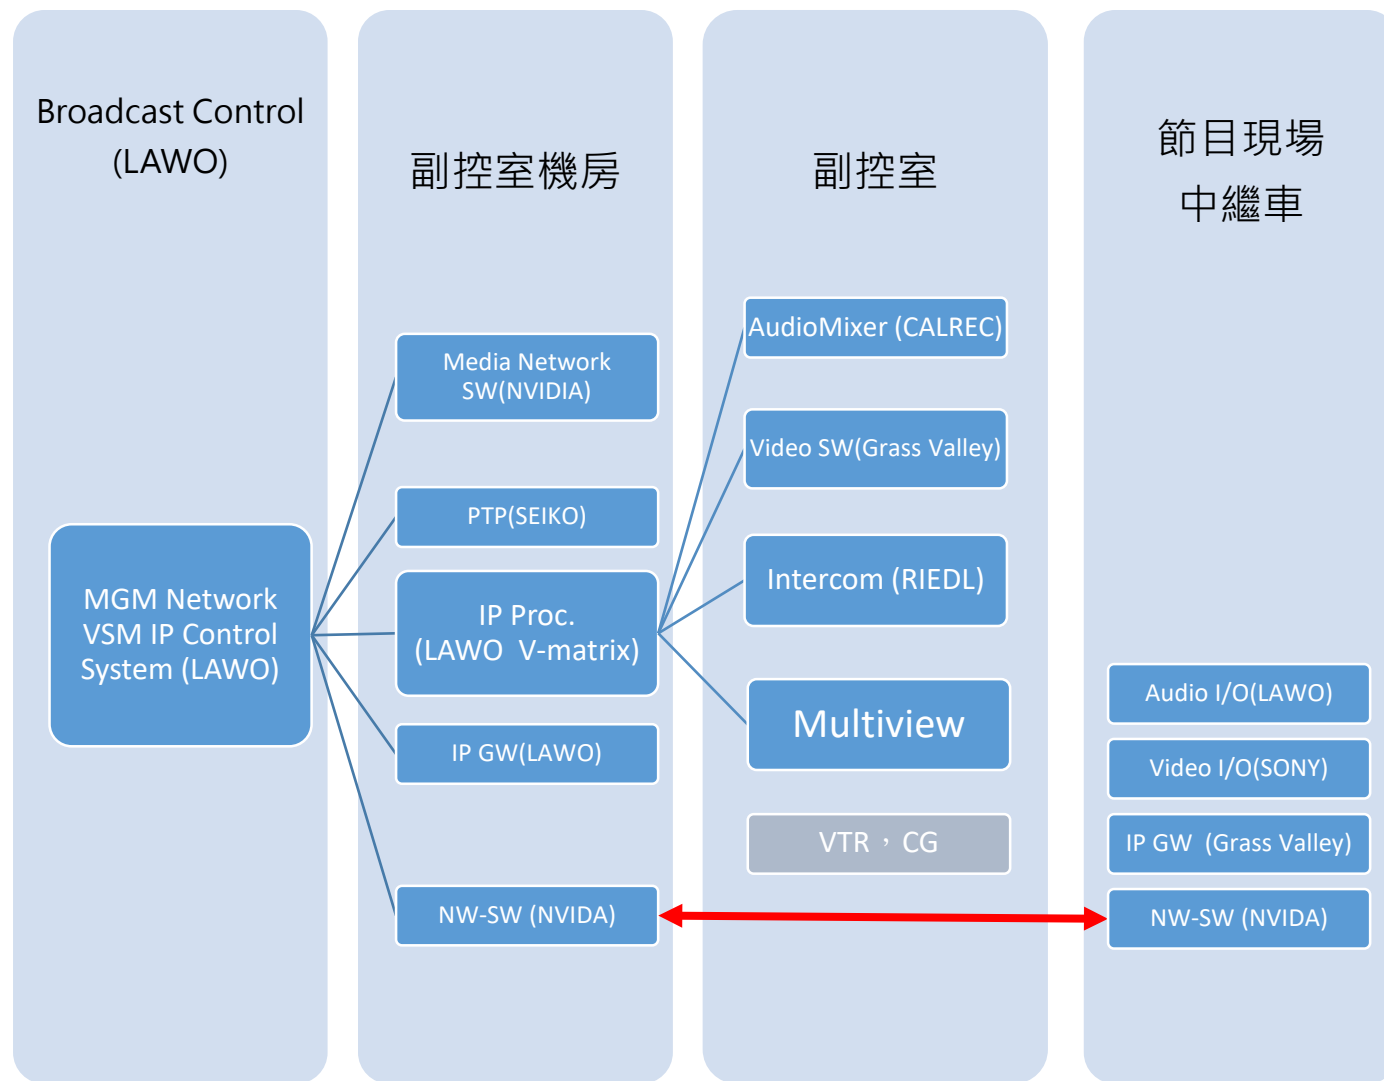 Broadcast Control
(LAWO)
MGM Network
VSM IP Control
System (LAWO)
副控室機房
Media Network
SW(NVIDIA)
PTP(SEIKO)
IP Proc.
(LAWO V-matrix)
IP GW(LAWO)
NW-SW (NVIDA)
副控室
AudioMixer (CALREC)
Video SW(Grass Valley)
Intercom (RIEDL)
Multiview
VTR，CG
節目現場
中繼車
Audio I/O(LAWO)
Video I/O(SONY)
IP GW (Grass Valley)
NW-SW (NVIDA)